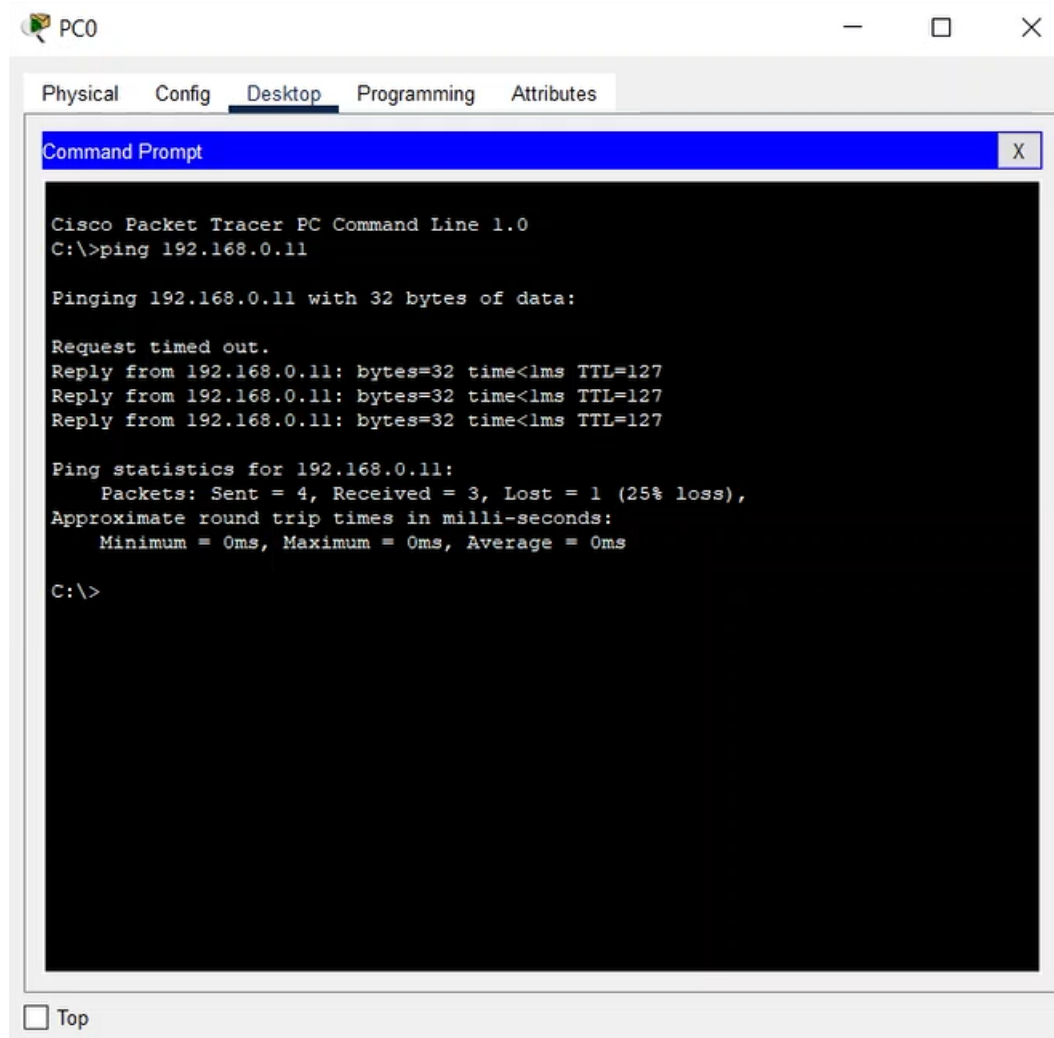 PC0
Physical Config Desktop Programming Attributes
Command Prompt X
Cisco Packet Tracer PC Command Line 1.0
C:\>ping 192.168.0.11
Pinging 192.168.0.11 with 32 bytes of data:
Request timed out.
Reply from 192.168.0.11: bytes=32 time<1ms TTL=127
Reply from 192.168.0.11: bytes=32 time<1ms TTL=127
Reply from 192.168.0.11: bytes=32 time<1ms TTL=127
Ping statistics for 192.168.0.11:
Packets: Sent = 4, Received = 3, Lost = 1 (25% loss),
Approximate round trip times in milli-seconds:
Minimum = 0ms, Maximum = 0ms, Average = 0ms
C:\>
Top